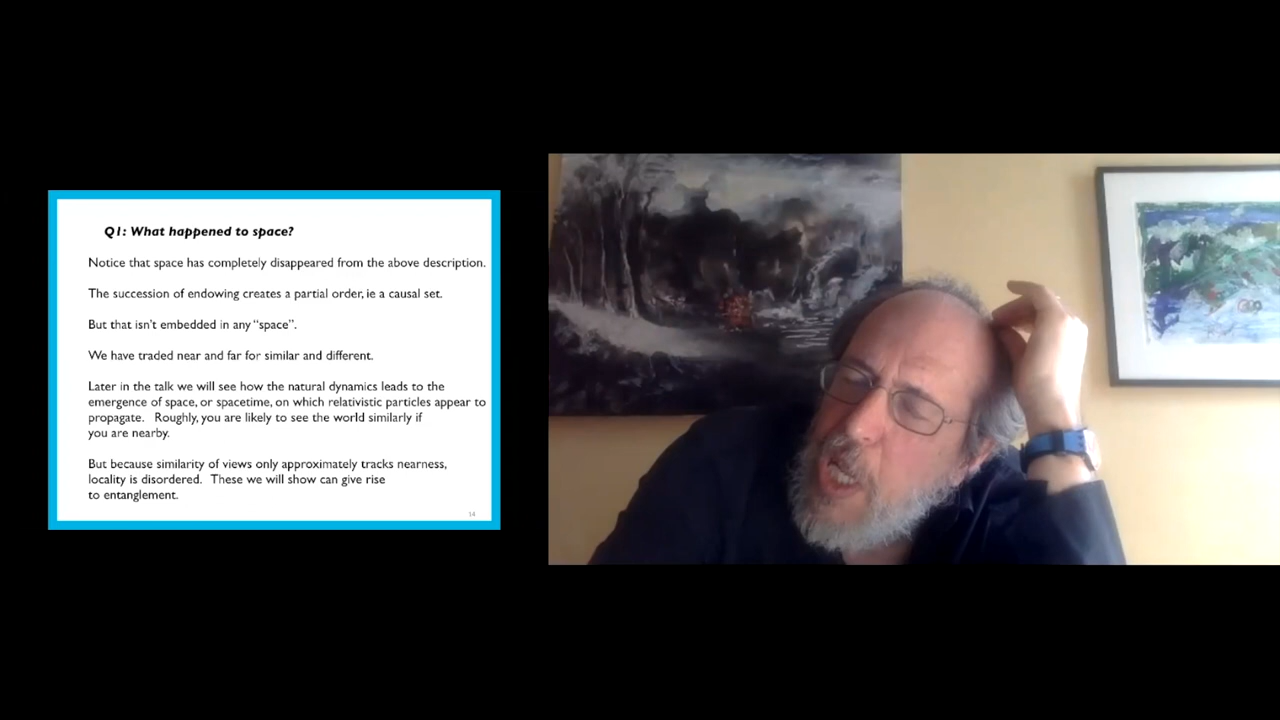 Q1: What happened to space?
Notice that space has completely disappeared from the above description.
The succession of endowing creates a partial order, ie a causal set.
But that isn't embedded in any "space".
We have traded near and far for similar and different.
Later in the talk we will see how the natural dynamics leads to the
emergence of space, or spacetime, on which relativistic particles appear to
propagate. Roughly, you are likely to see the world similarly if
you are nearby.
But because similarity of views only approximately tracks nearness,
locality is disordered. These we will show can give rise
to entanglement.
14